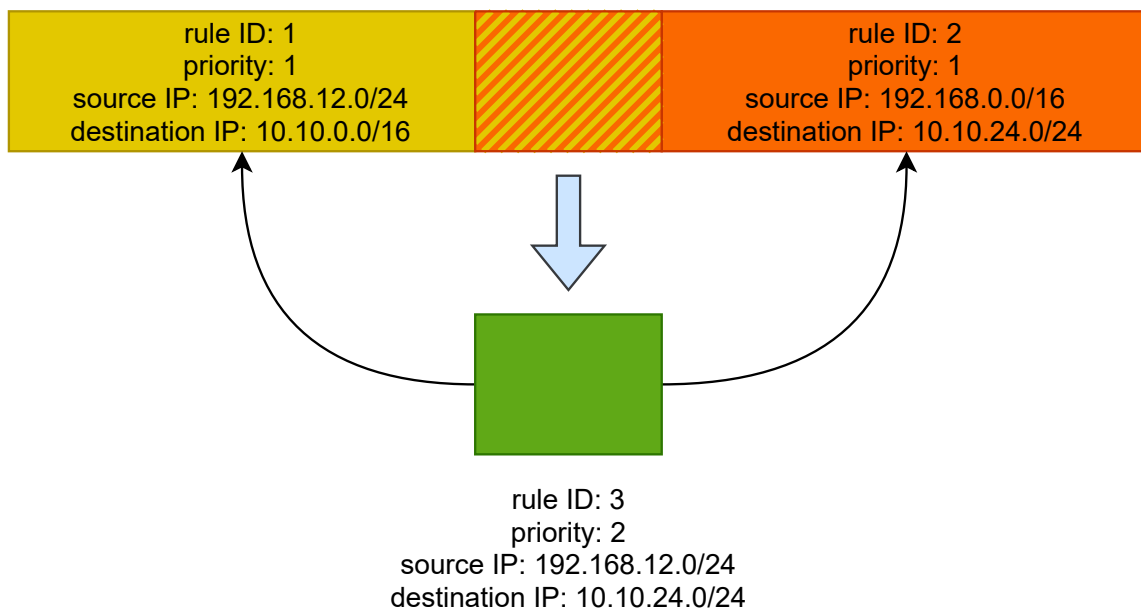 rule ID: 1
priority: 1
source IP: 192.168.12.0/24
destination IP: 10.10.0.0/16
rule ID: 2
priority: 1
source IP: 192.168.0.0/16
destination IP: 10.10.24.0/24
rule ID: 3
priority: 2
source IP: 192.168.12.0/24
destination IP: 10.10.24.0/24